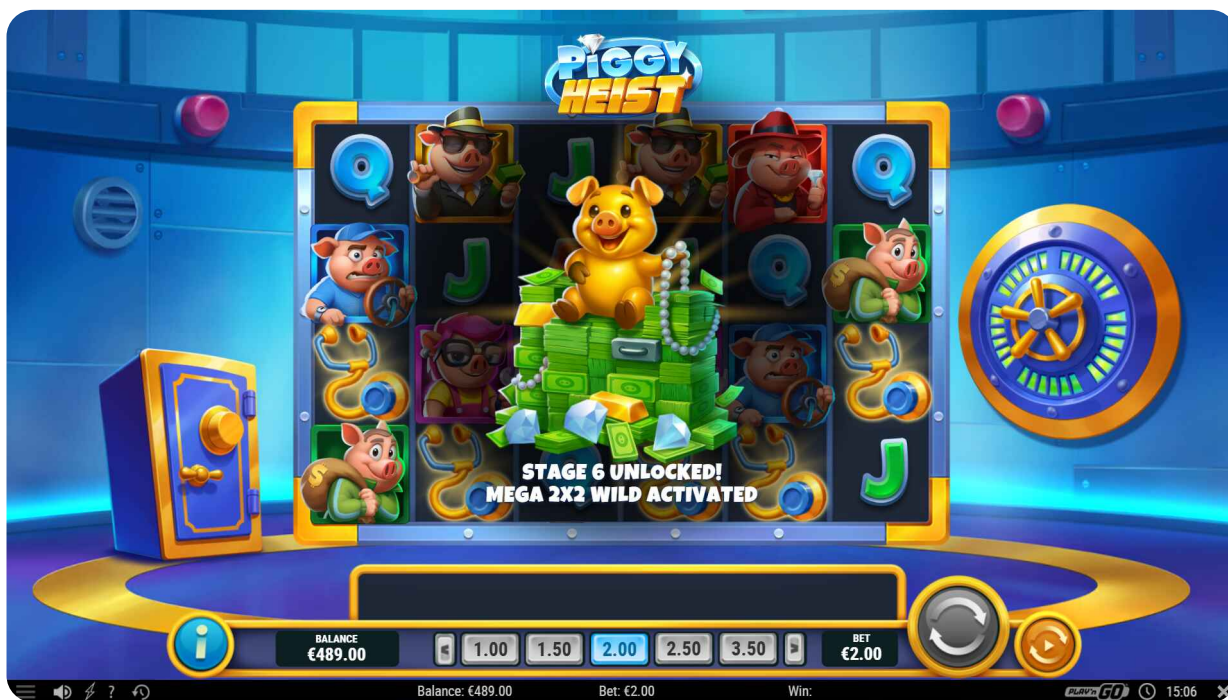 PIGGY
HEIST
Q
J
Q
J
Q
$
$
J
STAGE 6 UNLOCKED!
MEGA 2X2 WILD ACTIVATED
i
BALANCE
€489.00
<
1.00
1.50
2.00
2.50
3.50
>
BET
€2.00
?
Balance: €489.00
Bet: €2.00
Win:
PLAY'n GO
15:06